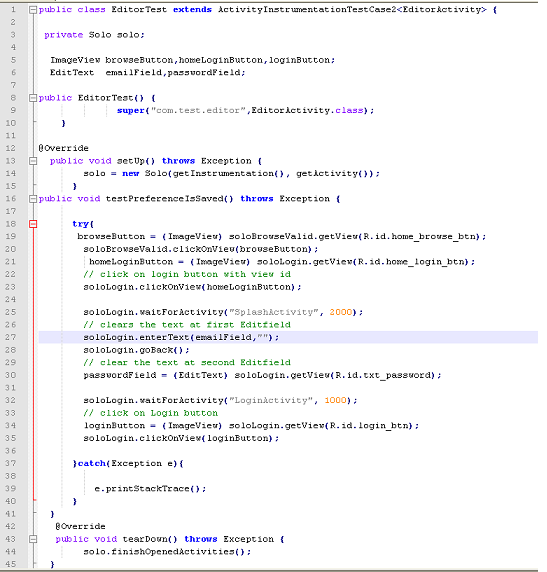 1 public class EditorTest extends ActivityInstrumentationTestCase2<EditorActivity> {
2
3 private Solo solo;
4
5 ImageView browseButton,homeLoginButton,loginButton;
6 EditText emailField,passwordField;
7
8 public EditorTest() {
9 super("com.test.editor",EditorActivity.class);
10 }
11
12 @Override
13 public void setUp() throws Exception {
14 solo = new Solo(getInstrumentation(), getActivity());
15 }
16 public void testPreferenceIsSaved() throws Exception {
17
18 try{
19 browseButton = (ImageView) soloBrowseValid.getView(R.id.home_browse_btn);
20 soloBrowseValid.clickOnView(browseButton);
21 homeLoginButton = (ImageView) soloLogin.getView(R.id.home_login_btn);
22 // click on login button with view id
23 soloLogin.clickOnView(homeLoginButton);
24
25 soloLogin.waitForActivity("SplashActivity", 2000);
26 // clears the text at first Editfield
27 soloLogin.enterText(emailField,"");
28 soloLogin.goBack();
29 // clear the text at second Editfield
30 passwordField = (EditText) soloLogin.getView(R.id.txt_password);
31
32 soloLogin.waitForActivity("LoginActivity", 1000);
33 // click on Login button
34 loginButton = (ImageView) soloLogin.getView(R.id.login_btn);
35 soloLogin.clickOnView(loginButton);
36
37 }catch(Exception e){
38
39 e.printStackTrace();
40 }
41 }
42 @Override
43 public void tearDown() throws Exception {
44 solo.finishOpenedActivities();
45 }